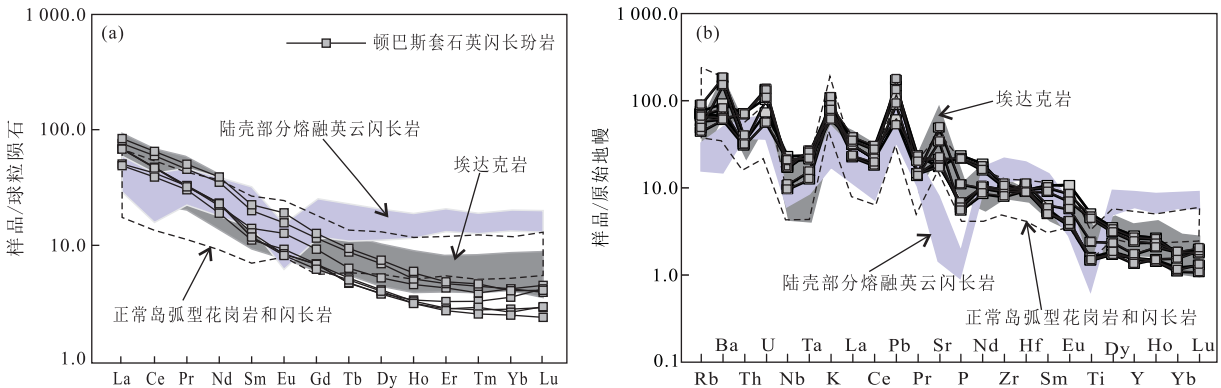 1 000.0
(a)
顿巴斯套石英闪长玢岩
100.0
陆壳部分熔融英云闪长岩
埃达克岩
样品/球粒陨石
10.0
正常岛弧型花岗岩和闪长岩
1.0
La Ce Pr Nd Sm Eu Gd Tb Dy Ho Er Tm Yb Lu
1 000.0
(b)
埃达克岩
100.0
样品/原始地幔
10.0
陆壳部分熔融英云闪长岩
1.0
正常岛弧型花岗岩和闪长岩
Ba U Ta La Pb Sr Nd Hf Eu Dy Ho Lu
0.1
Rb Th Nb K Ce Pr P Zr Sm Ti Y Yb